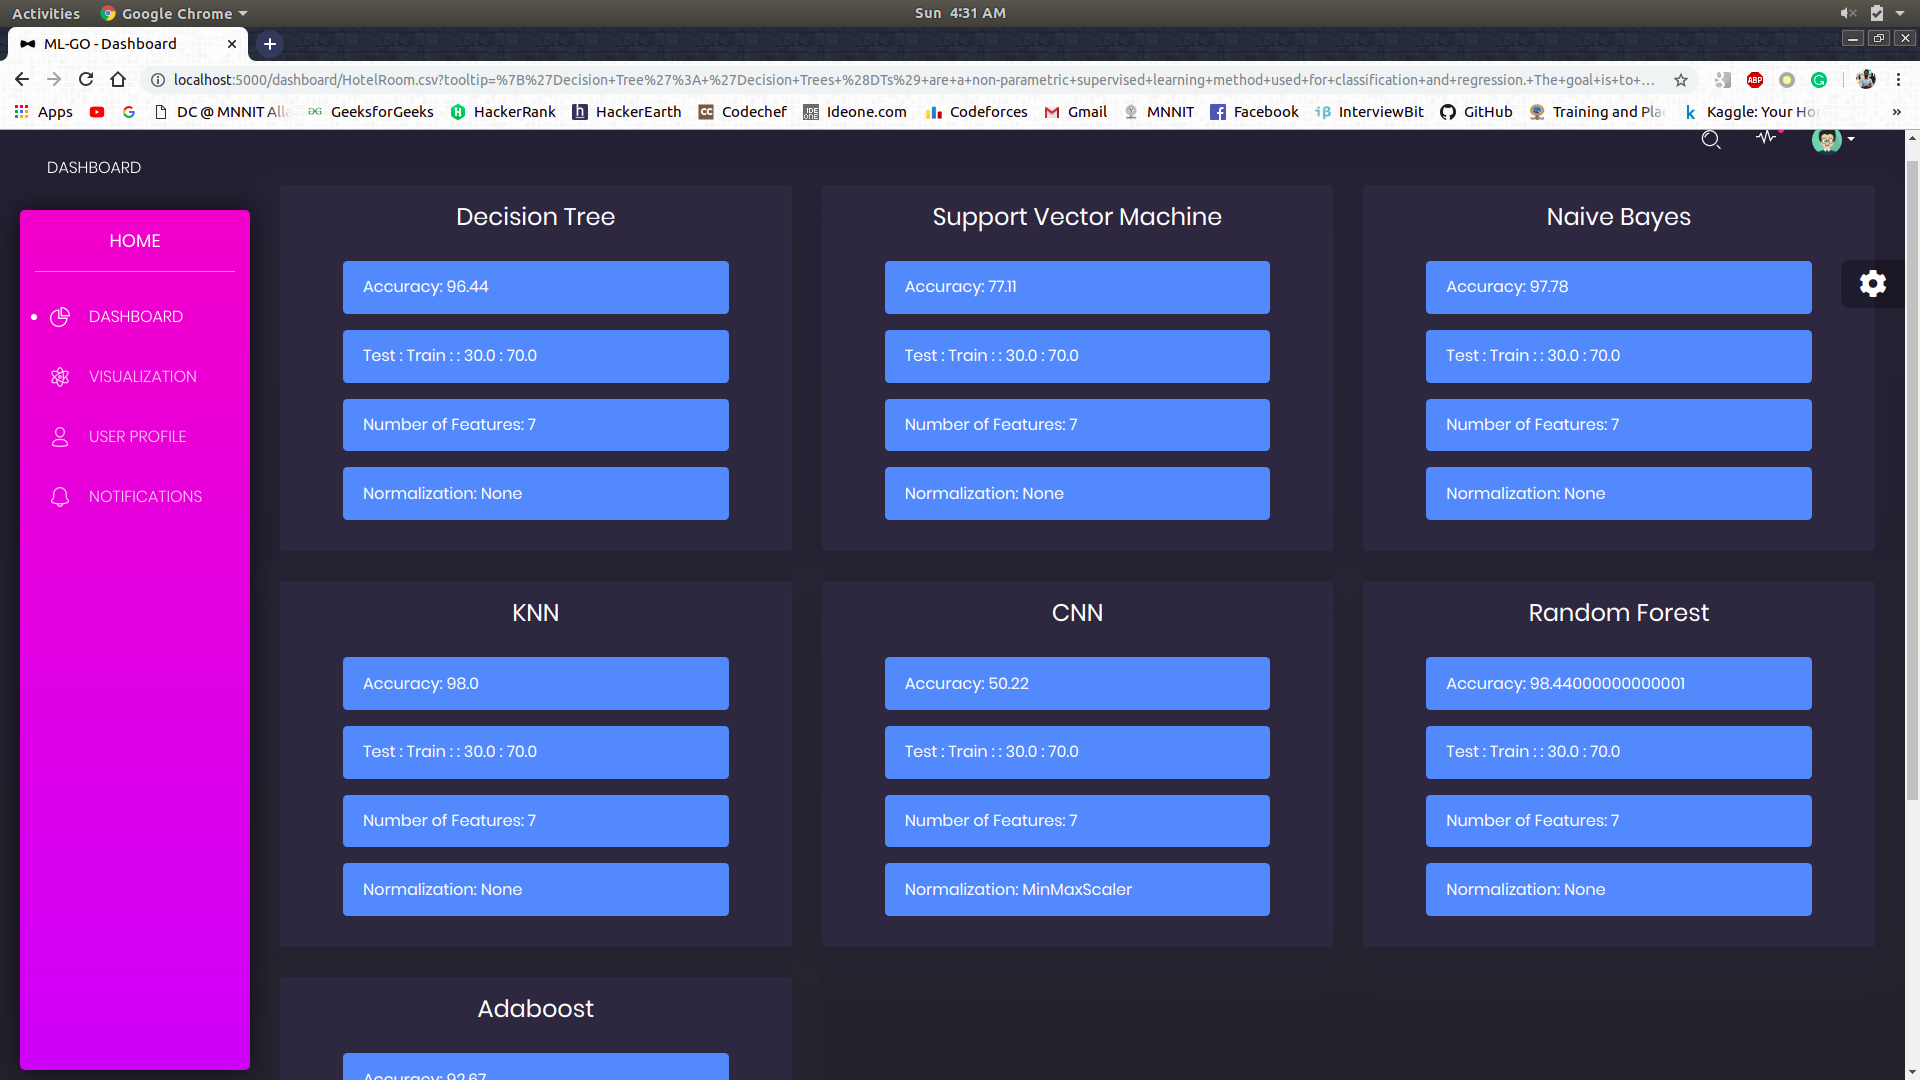 Activities Google Chrome Sun 4:31 AM
ML-GO - Dashboard
localhost:5000/dashboard/HotelRoom.csv?tooltip=%7B%27Decision+Tree%27%3A+%27Decision+Trees+%28DTs%29+are+a+non-parametric+supervised+learning+method+used+for+classification+and+regression.+The+goal+is+to+... ABP
Apps DC @ MNNIT Alla GeeksforGeeks HackerRank HackerEarth Codechef Ideone.com Codeforces Gmail MNNIT Facebook InterviewBit GitHub Training and Pla Kaggle: Your Ho »
DASHBOARD
HOME
DASHBOARD
VISUALIZATION
USER PROFILE
NOTIFICATIONS
Decision Tree
Accuracy: 96.44
Test : Train : : 30.0 : 70.0
Number of Features: 7
Normalization: None
Support Vector Machine
Accuracy: 77.11
Test : Train : : 30.0 : 70.0
Number of Features: 7
Normalization: None
Naive Bayes
Accuracy: 97.78
Test : Train : : 30.0 : 70.0
Number of Features: 7
Normalization: None
KNN
Accuracy: 98.0
Test : Train : : 30.0 : 70.0
Number of Features: 7
Normalization: None
CNN
Accuracy: 50.22
Test : Train : : 30.0 : 70.0
Number of Features: 7
Normalization: MinMaxScaler
Random Forest
Accuracy: 98.44000000000001
Test : Train : : 30.0 : 70.0
Number of Features: 7
Normalization: None
Adaboost
Accuracy: 92.67